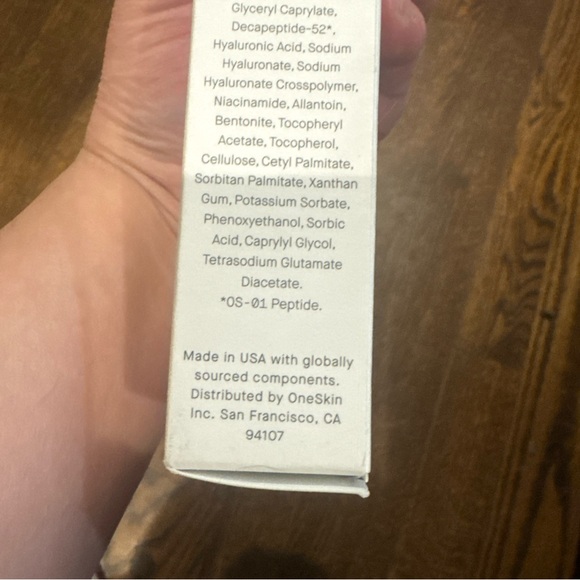 Glyceryl Caprylate,
Decapeptide-52*,
Hyaluronic Acid, Sodium
Hyaluronate, Sodium
Hyaluronate Crosspolymer,
Niacinamide, Allantoin,
Bentonite, Tocopheryl
Acetate, Tocopherol,
Cellulose, Cetyl Palmitate,
Sorbitan Palmitate, Xanthan
Gum, Potassium Sorbate,
Phenoxyethanol, Sorbic
Acid, Caprylyl Glycol,
Tetrasodium Glutamate
Diacetate.
*OS-01 Peptide.
Made in USA with globally
sourced components.
Distributed by OneSkin
Inc. San Francisco, CA
94107